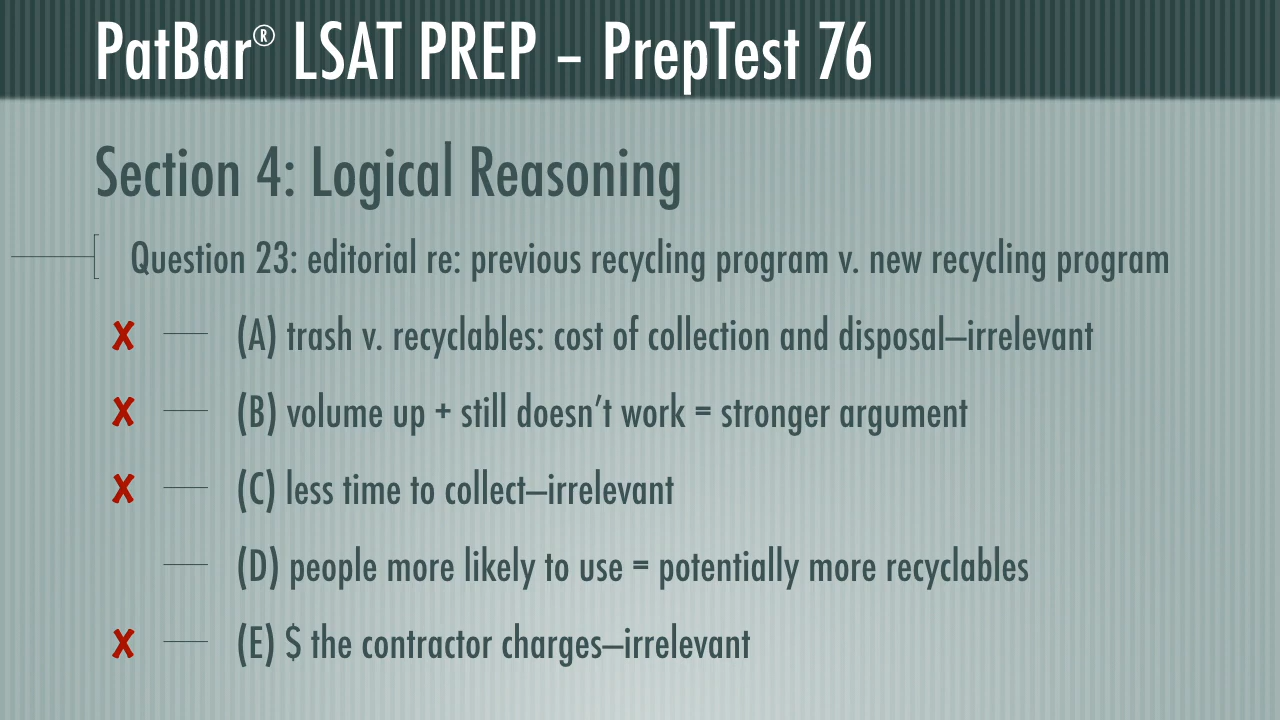 PatBar® LSAT PREP – PrepTest 76
Section 4: Logical Reasoning
Question 23: editorial re: previous recycling program v. new recycling program
✘ (A) trash v. recyclables: cost of collection and disposal–irrelevant
✘ (B) volume up + still doesn’t work = stronger argument
✘ (C) less time to collect–irrelevant
(D) people more likely to use = potentially more recyclables
✘ (E) $ the contractor charges–irrelevant